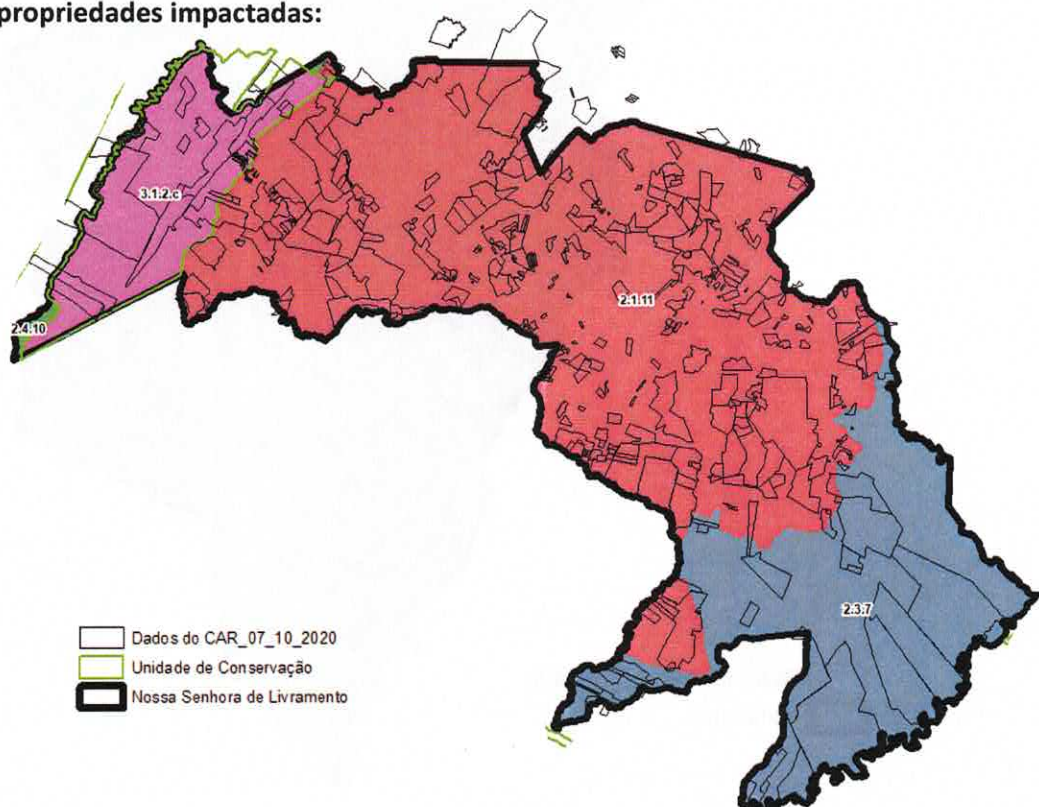 propriedades impactadas:
3.1.2.c
2.1.11
2.4.10
2.3.7
Dados do CAR_07_10_2020
Unidade de Conservação
Nossa Senhora de Livramento